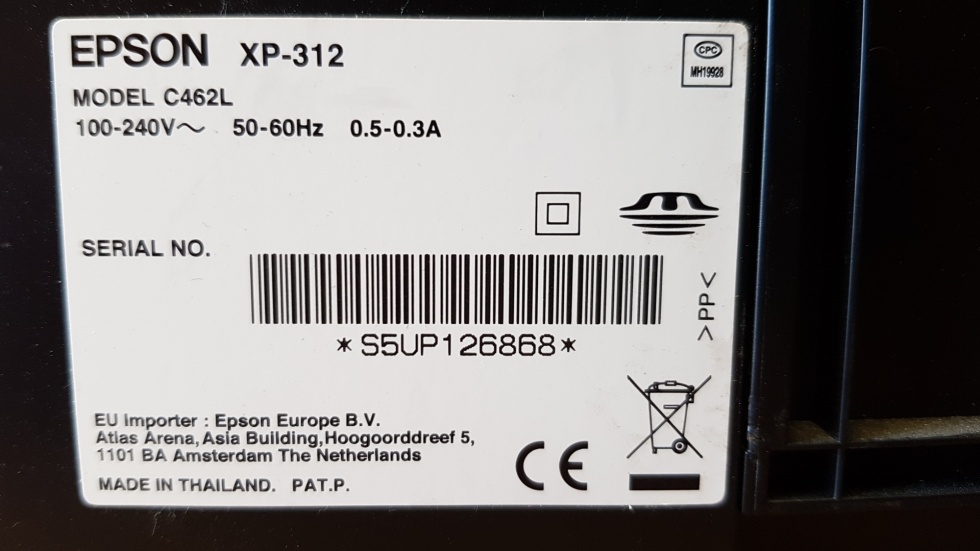 EPSON XP-312
CPC
MH19928
MODEL C462L
100-240V∼ 50-60Hz 0.5-0.3A
SERIAL NO.
*S5UP126868*
>PP<
EU Importer : Epson Europe B.V.
Atlas Arena, Asia Building,Hoogoorddreef 5,
1101 BA Amsterdam The Netherlands
MADE IN THAILAND. PAT.P.
CE